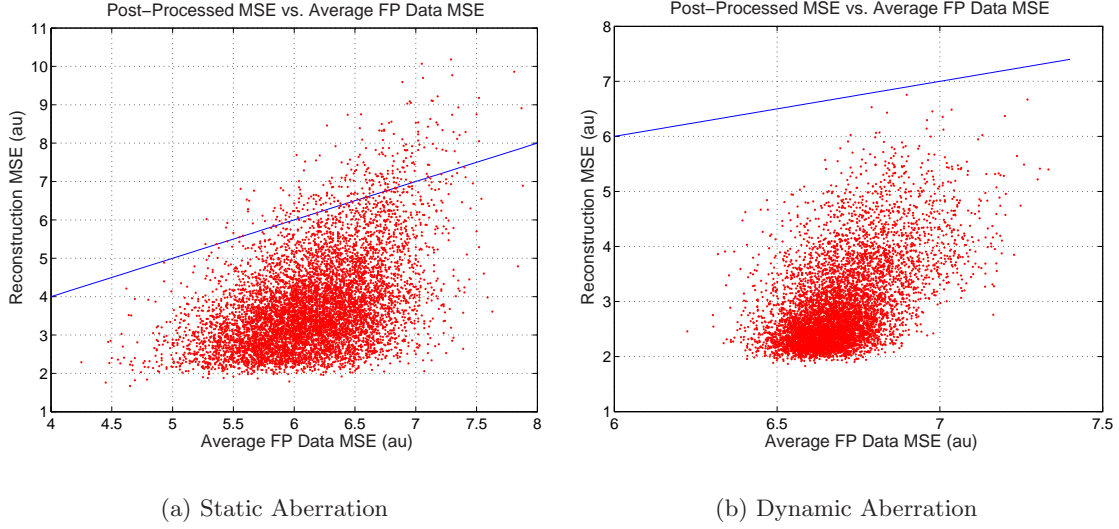 Post−Processed MSE vs. Average FP Data MSE
11
10
9
8
7
6
5
4
3
2
1
Reconstruction MSE (au)
4 4.5 5 5.5 6 6.5 7 7.5 8
Average FP Data MSE (au)
(a) Static Aberration
Post−Processed MSE vs. Average FP Data MSE
8
7
6
5
4
3
2
1
Reconstruction MSE (au)
6 6.5 7 7.5
Average FP Data MSE (au)
(b) Dynamic Aberration